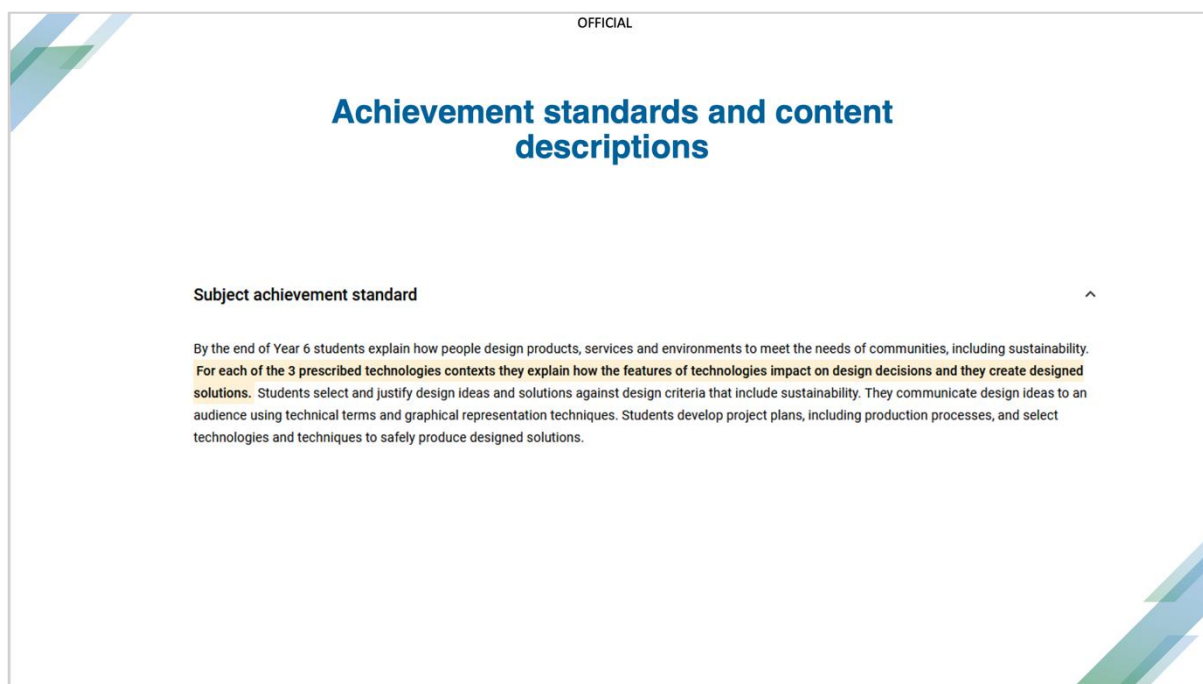 OFFICIAL
Achievement standards and content
descriptions
Subject achievement standard
By the end of Year 6 students explain how people design products, services and environments to meet the needs of communities, including sustainability.
For each of the 3 prescribed technologies contexts they explain how the features of technologies impact on design decisions and they create designed
solutions. Students select and justify design ideas and solutions against design criteria that include sustainability. They communicate design ideas to an
audience using technical terms and graphical representation techniques. Students develop project plans, including production processes, and select
technologies and techniques to safely produce designed solutions.